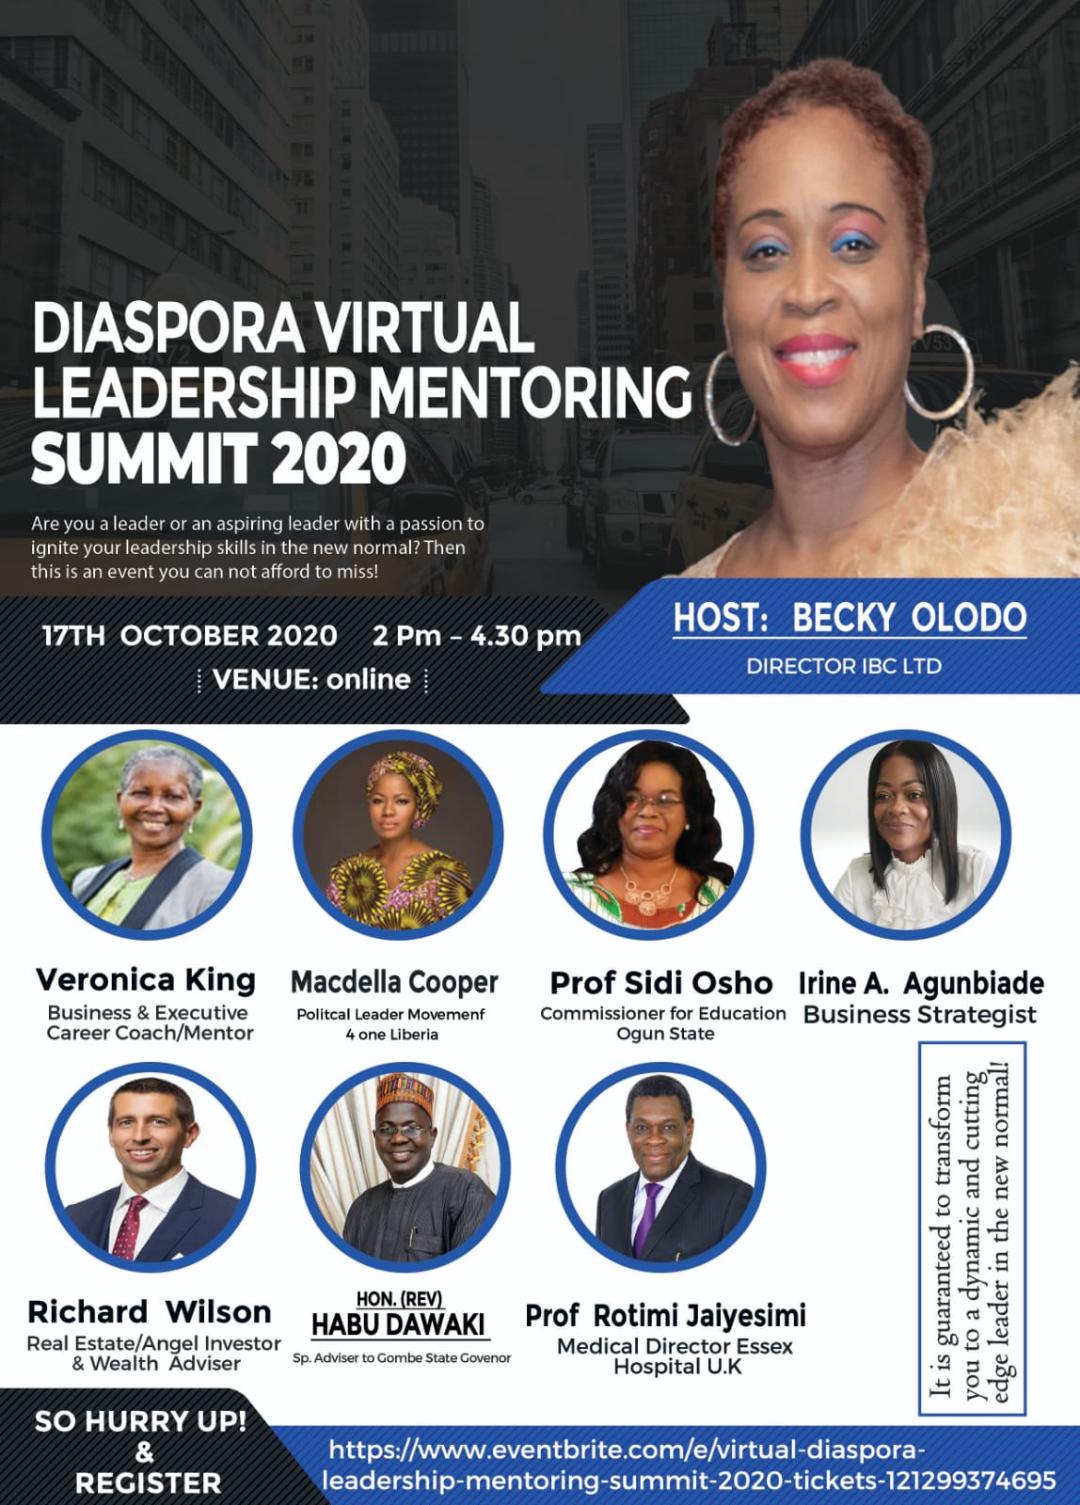 DIASPORA VIRTUAL
LEADERSHIP MENTORING
SUMMIT 2020
Are you a leader or an aspiring leader with a passion to
ignite your leadership skills in the new normal? Then
this is an event you can not afford to miss!
17TH OCTOBER 2020 2 Pm – 4.30 pm
VENUE: online
HOST: BECKY OLODO
DIRECTOR IBC LTD
Veronica King
Business & Executive
Career Coach/Mentor
Macdella Cooper
Politcal Leader Movemenf
4 one Liberia
Prof Sidi Osho
Commissioner for Education
Ogun State
Irine A. Agunbiade
Business Strategist
Richard Wilson
Real Estate/Angel Investor
& Wealth Adviser
HON. (REV)
HABU DAWAKI
Sp. Adviser to Gombe State Govenor
Prof Rotimi Jaiyesimi
Medical Director Essex
Hospital U.K
It is guaranteed to transform
you to a dynamic and cutting
edge leader in the new normal!
SO HURRY UP!
&
REGISTER
https://www.eventbrite.com/e/virtual-diaspora-
leadership-mentoring-summit-2020-tickets-121299374695